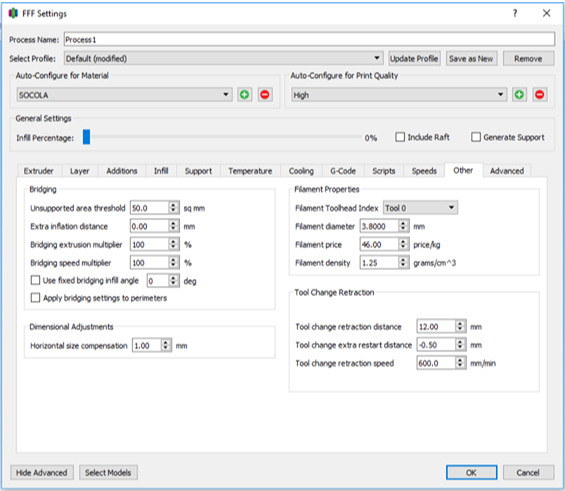 FFF Settings
Process Name: Process1
Select Profile: Default (modified) Update Profile Save as New Remove
Auto-Configure for Material Auto-Configure for Print Quality
SOCOLA High
General Settings
Infill Percentage: 0% Include Raft Generate Support
Extruder Layer Additions Infill Support Temperature Cooling G-Code Scripts Speeds Other Advanced
Bridging
Unsupported area threshold 50.0 sq mm
Extra inflation distance 0.00 mm
Bridging extrusion multiplier 100 %
Bridging speed multiplier 100 %
Use fixed bridging infill angle 0 deg
Apply bridging settings to perimeters
Dimensional Adjustments
Horizontal size compensation 1.00 mm
Filament Properties
Filament Toolhead Index Tool 0
Filament diameter 3.8000 mm
Filament price 46.00 price/kg
Filament density 1.25 grams/cm^3
Tool Change Retraction
Tool change retraction distance 12.00 mm
Tool change extra restart distance -0.50 mm
Tool change retraction speed 600.0 mm/min
Hide Advanced Select Models OK Cancel